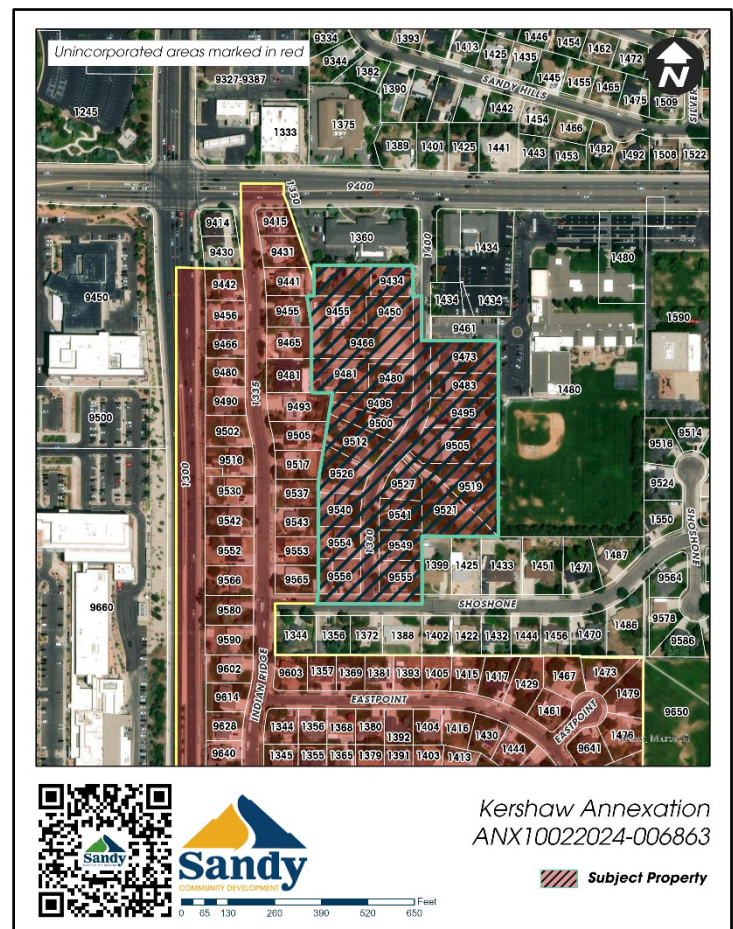 Unincorporated areas marked in red
N
9334 1393 1446 1454 1462
9344 1413 1425 1435 1472
9327-9387 1382 SANDY HILLS 1445 1455 1465
1245 1390 1442 1475 1509
1333 1375 1454 1466 SILVER
1389 1401 1425 1441 1443 1453 1482 1492 1508 1522
1350 9400
9414 9415 1360 1400 1434
9430 9431 1480
9442 9441 9434
9450 9456 9455 9455 9450 1434 1434 1590
9466 9465 9466 9461
9480 1335 9481 9481 9480 9473
9490 9493 9496 9483 1480
9500 1300 9502 9505 9500 9495
9516 9517 9512 9505 9516 9514
9530 9537 9526 9527 9519 9524
9542 9543 9540 9541 9521 1550 SHOSHONE
9552 9553 9554 1360 9549 1399 1425 1433 1451 1471 1487
9566 9565 9558 9555 9564
9660 9580 SHOSHONE 9578
9590 1344 1356 1372 1388 1402 1422 1432 1444 1456 1470 1486 9586
9602 9603 1357 1369 1381 1393 1405 1415 1417 1429 1467 1473
9614 INDIAN RIDGE EASTPOINT 1461 1479
9628 1344 1356 1368 1380 1392 1404 1416 1430 EASTPOINT 1476 9650
9640 1345 1355 1365 1379 1391 1403 1413 1444 9641
Sandy
Sandy
COMMUNITY DEVELOPMENT
Feet
0 65 130 260 390 520 650
Kershaw Annexation
ANX10022024-006863
Subject Property